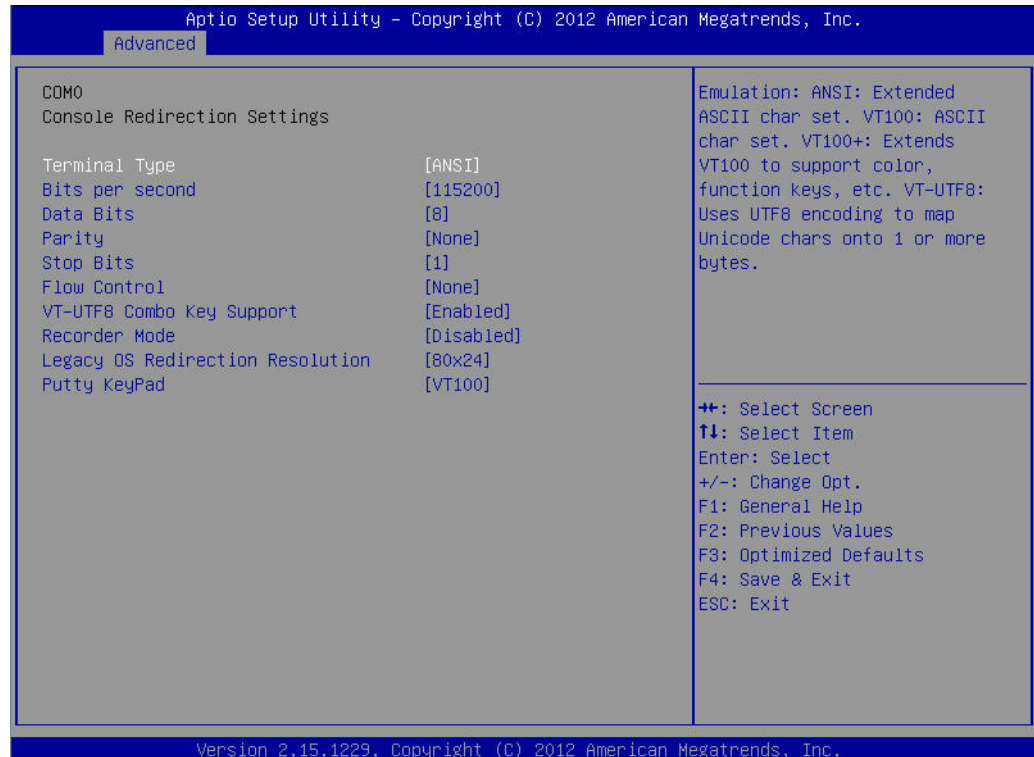 Aptio Setup Utility – Copyright (C) 2012 American Megatrends, Inc.
Advanced
COM0
Console Redirection Settings
Terminal Type [ANSI]
Bits per second [115200]
Data Bits [8]
Parity [None]
Stop Bits [1]
Flow Control [None]
VT-UTF8 Combo Key Support [Enabled]
Recorder Mode [Disabled]
Legacy OS Redirection Resolution [80x24]
Putty KeyPad [VT100]
Emulation: ANSI: Extended
ASCII char set. VT100: ASCII
char set. VT100+: Extends
VT100 to support color,
function keys, etc. VT-UTF8:
Uses UTF8 encoding to map
Unicode chars onto 1 or more
bytes.
→←: Select Screen
↑↓: Select Item
Enter: Select
+/-: Change Opt.
F1: General Help
F2: Previous Values
F3: Optimized Defaults
F4: Save & Exit
ESC: Exit
Version 2.15.1229. Copyright (C) 2012 American Megatrends, Inc.